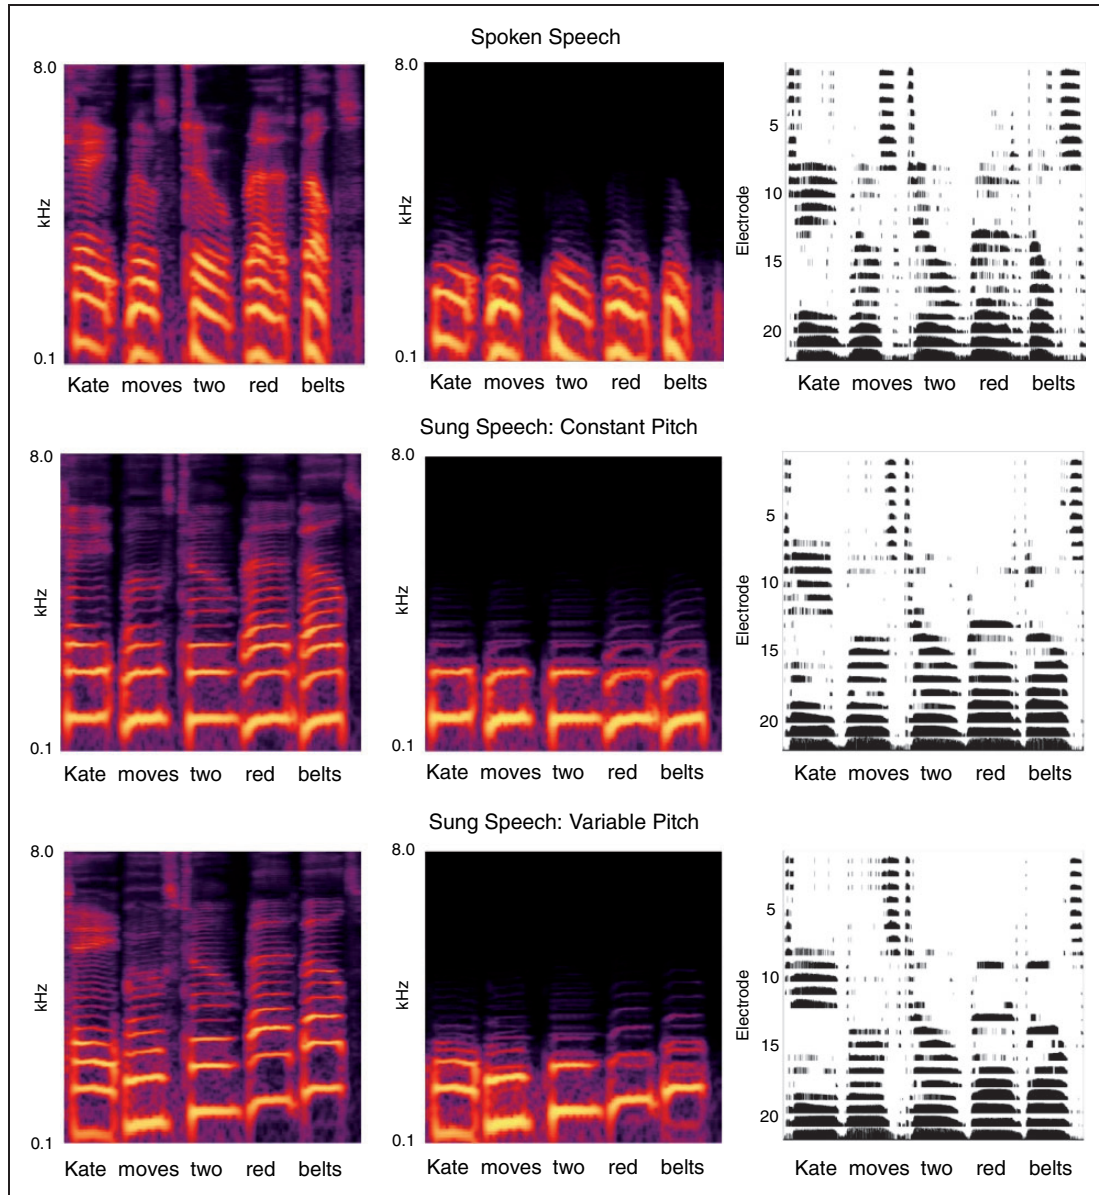 Spoken Speech
8.0
kHz
0.1
Kate moves two red belts
8.0
kHz
0.1
Kate moves two red belts
5
10
15
20
Electrode
Kate moves two red belts
Sung Speech: Constant Pitch
8.0
kHz
0.1
Kate moves two red belts
8.0
kHz
0.1
Kate moves two red belts
5
10
15
20
Electrode
Kate moves two red belts
Sung Speech: Variable Pitch
8.0
kHz
0.1
Kate moves two red belts
8.0
kHz
0.1
Kate moves two red belts
5
10
15
20
Electrode
Kate moves two red belts